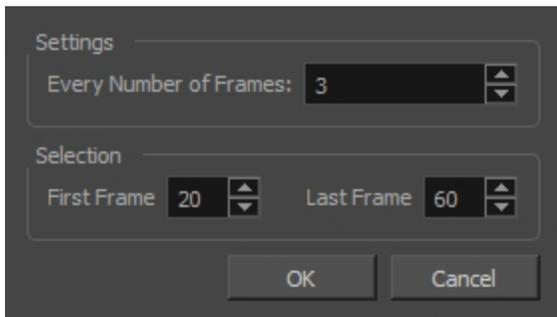 Settings
Every Number of Frames: 3
Selection
First Frame 20 Last Frame 60
OK Cancel